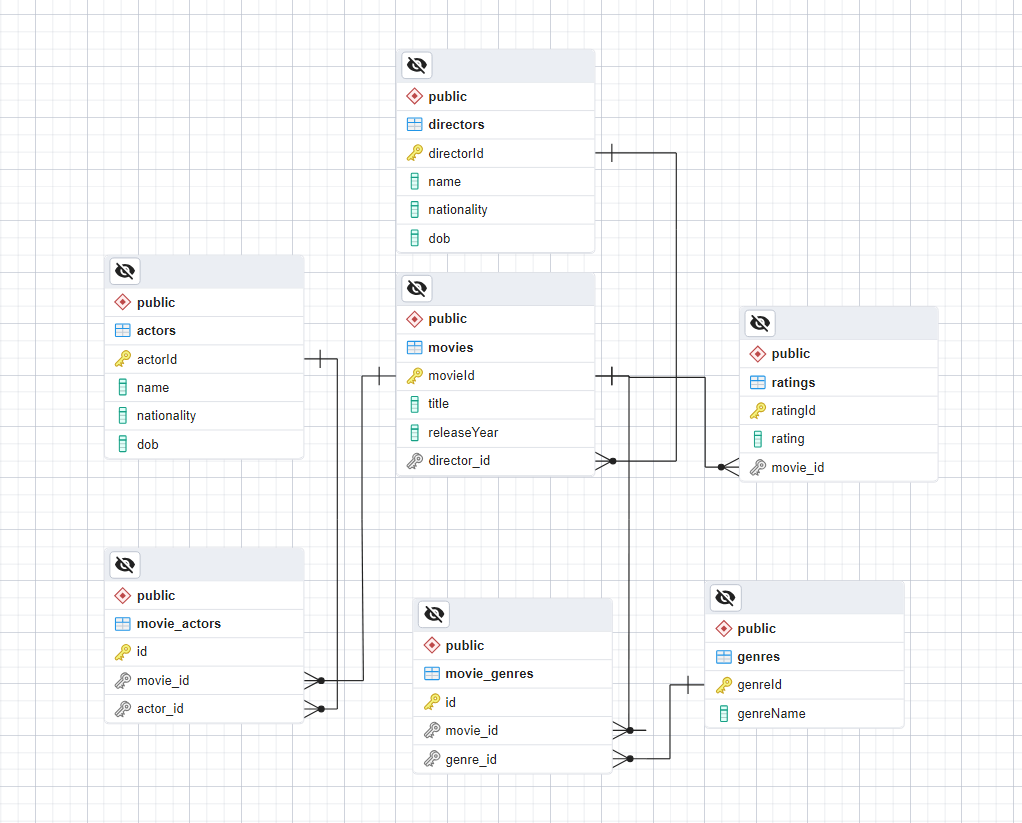 public
directors
directorId
name
nationality
dob
public
actors
actorId
name
nationality
dob
public
movies
movieId
title
releaseYear
director_id
public
ratings
ratingId
rating
movie_id
public
movie_actors
id
movie_id
actor_id
public
movie_genres
id
movie_id
genre_id
public
genres
genreId
genreName